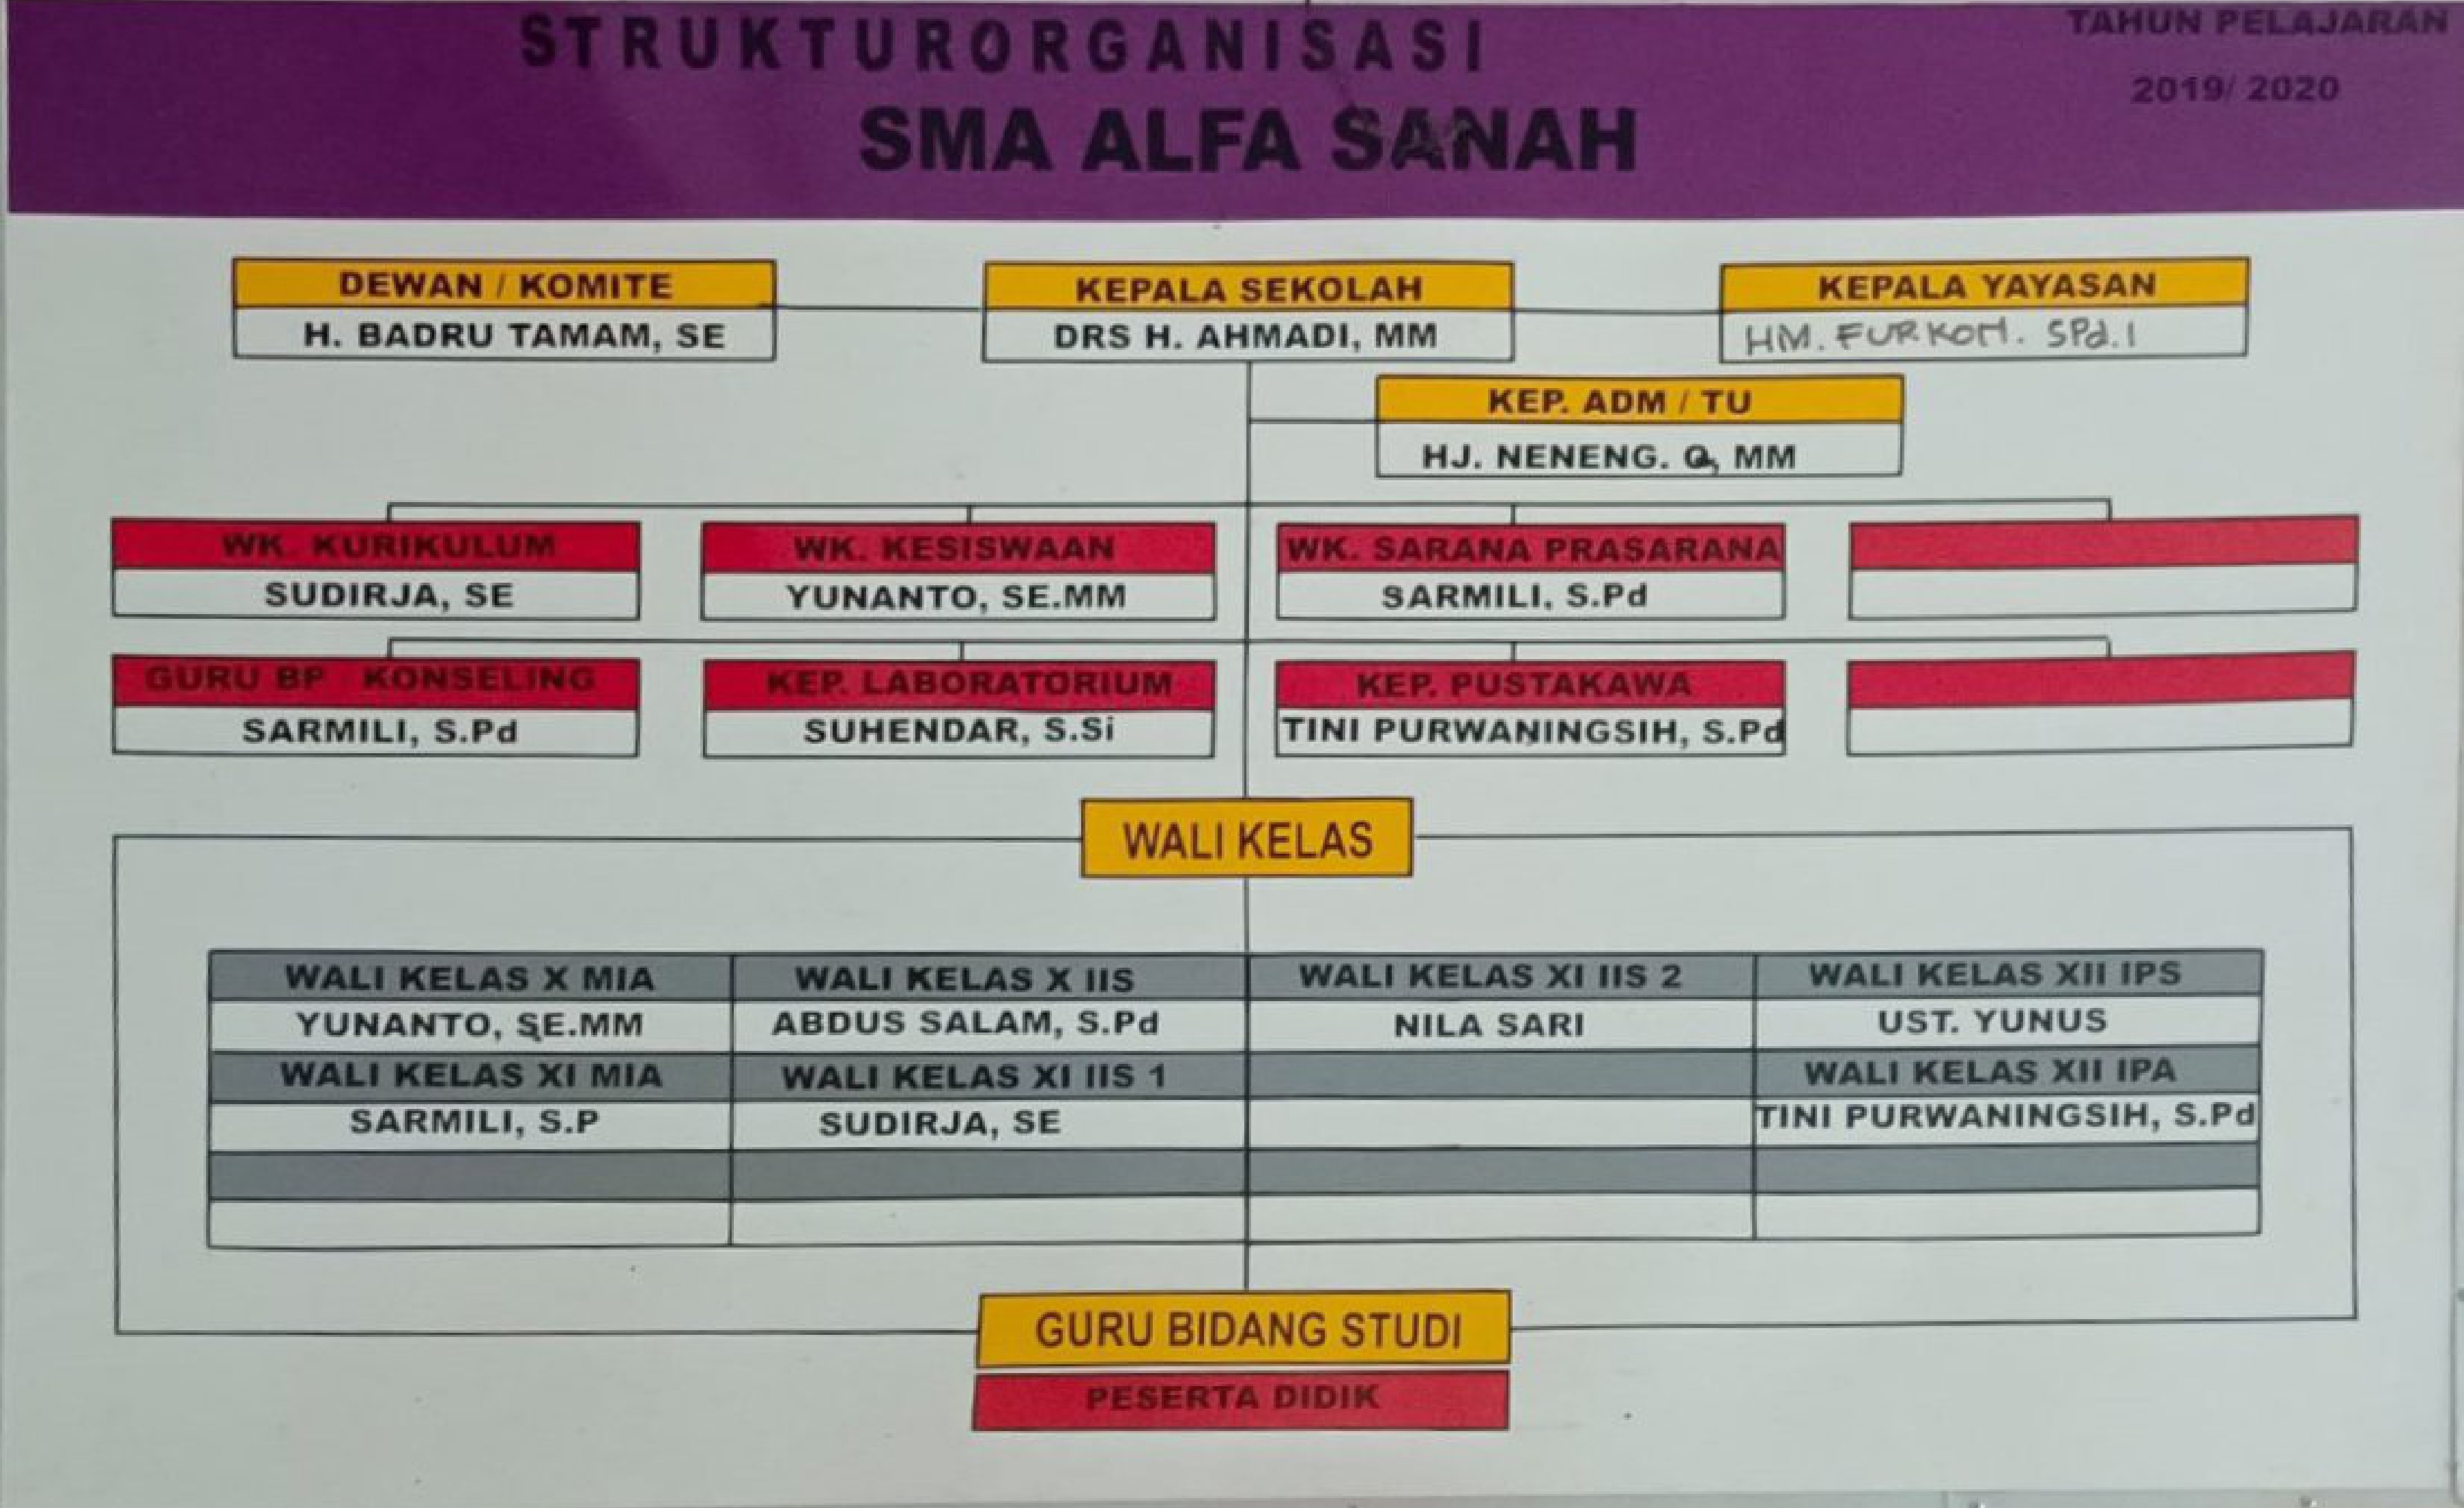 STRUKTURORGANISASI
TAHUN PELAJARAN
2019/ 2020
SMA ALFA SANAH
DEWAN / KOMITE
H. BADRU TAMAM, SE
KEPALA SEKOLAH
DRS H. AHMADI, MM
KEPALA YAYASAN
HM. FURKOM. SPd.I
KEP. ADM / TU
HJ. NENENG. Q, MM
WK. KURIKULUM
SUDIRJA, SE
WK. KESISWAAN
YUNANTO, SE.MM
WK. SARANA PRASARANA
SARMILI, S.Pd
GURU BP KONSELING
SARMILI, S.Pd
KEP. LABORATORIUM
SUHENDAR, S.Si
KEP. PUSTAKAWA
TINI PURWANINGSIH, S.Pd
WALI KELAS
WALI KELAS X MIA
YUNANTO, SE.MM
WALI KELAS X IIS
ABDUS SALAM, S.Pd
WALI KELAS XI IIS 2
NILA SARI
WALI KELAS XII IPS
UST. YUNUS
WALI KELAS XI MIA
SARMILI, S.P
WALI KELAS XI IIS 1
SUDIRJA, SE
WALI KELAS XII IPA
TINI PURWANINGSIH, S.Pd
GURU BIDANG STUDI
PESERTA DIDIK